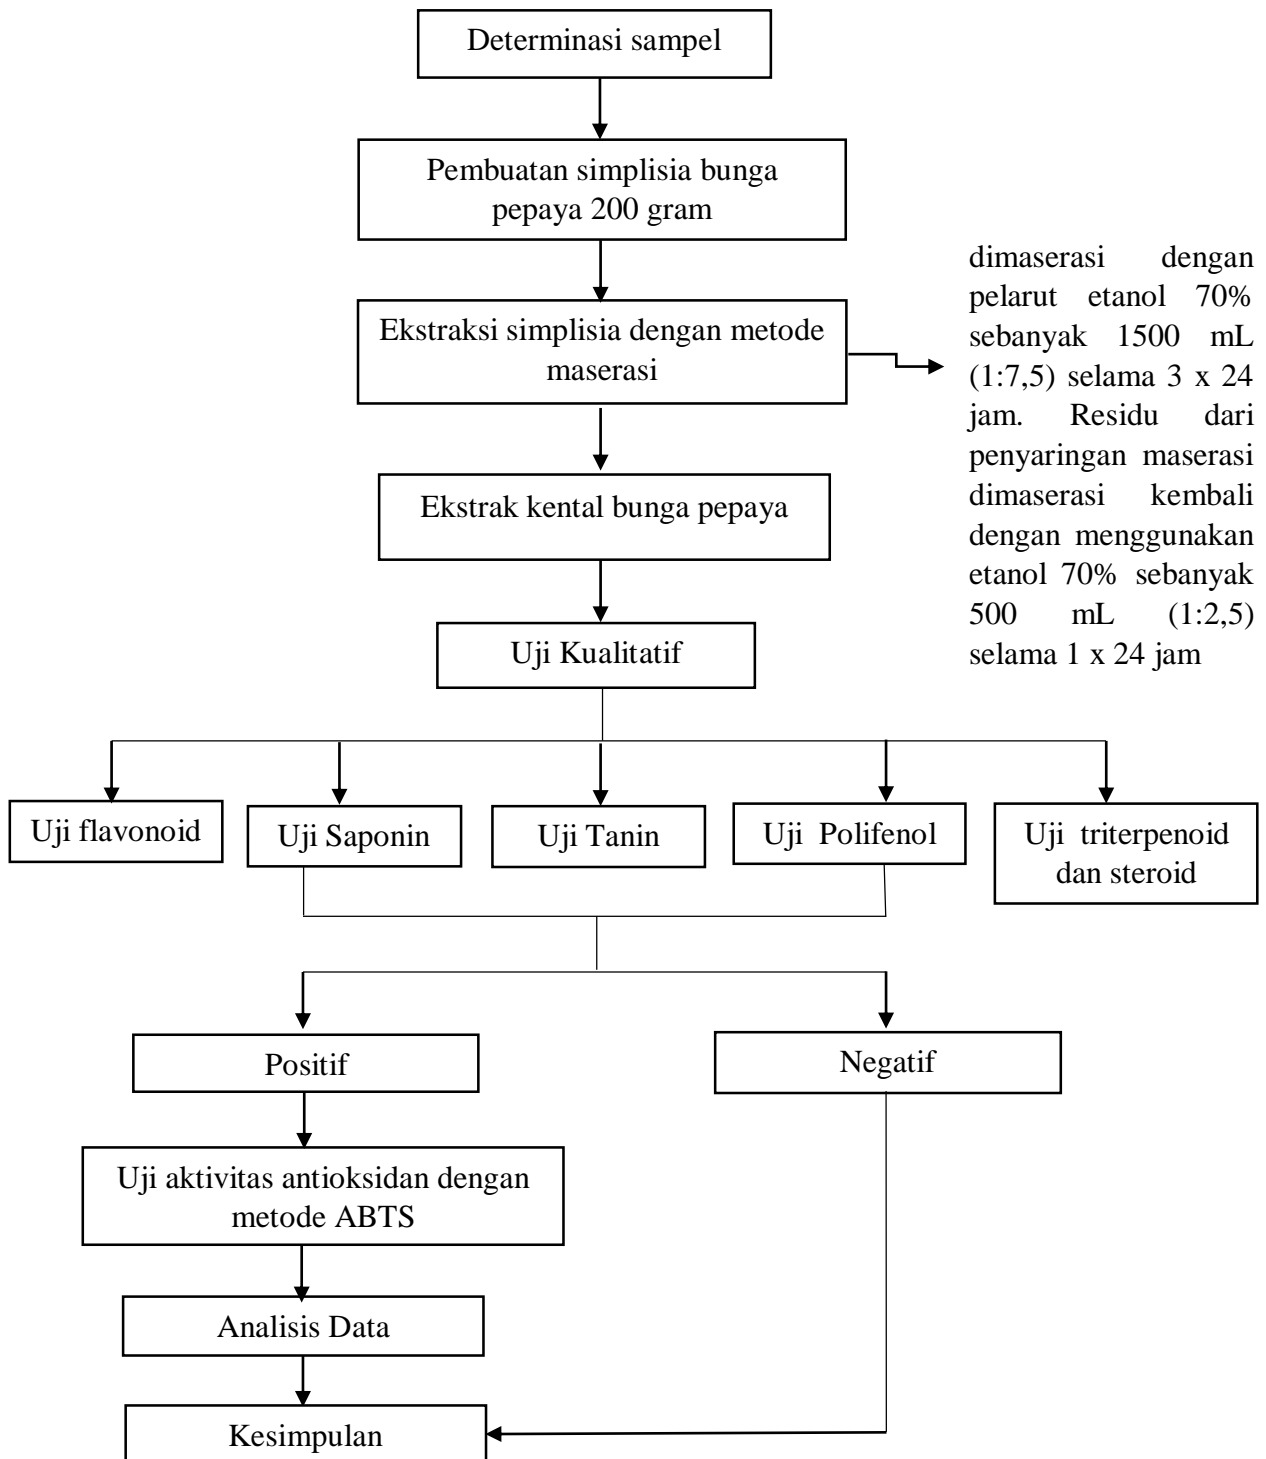 Determinasi sampel
Pembuatan simplisia bunga
pepaya 200 gram
Ekstraksi simplisia dengan metode
maserasi
dimaserasi dengan
pelarut etanol 70%
sebanyak 1500 mL
(1:7,5) selama 3 x 24
jam. Residu dari
penyaringan maserasi
dimaserasi kembali
dengan menggunakan
etanol 70% sebanyak
500 mL (1:2,5)
selama 1 x 24 jam
Ekstrak kental bunga pepaya
Uji Kualitatif
Uji flavonoid
Uji Saponin
Uji Tanin
Uji Polifenol
Uji triterpenoid
dan steroid
Positif
Negatif
Uji aktivitas antioksidan dengan
metode ABTS
Analisis Data
Kesimpulan